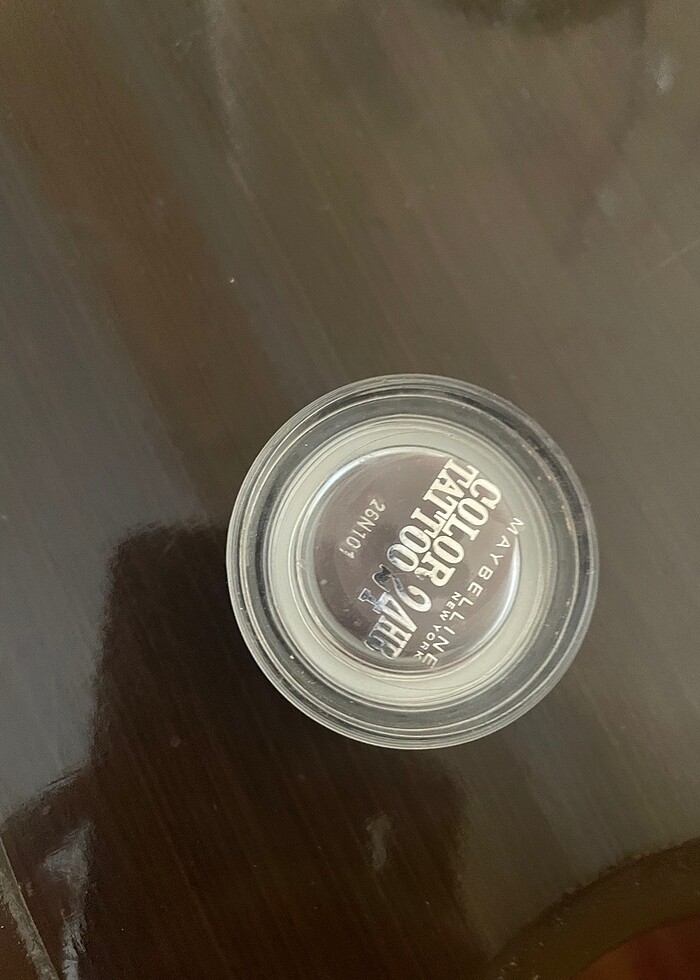 MAYBELLINE
NEW YORK
COLOR
TATTOO
24HR
26N101